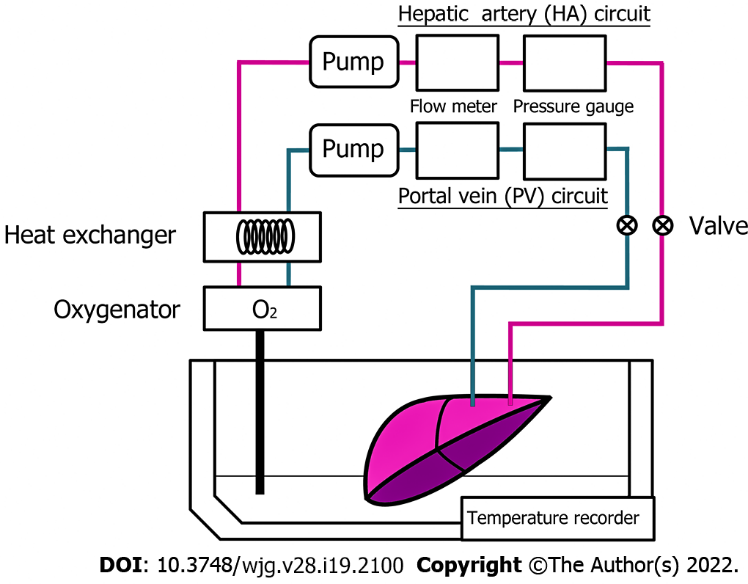 Hepatic artery (HA) circuit
Pump
Flow meter Pressure gauge
Pump
Portal vein (PV) circuit
Heat exchanger
Valve
Oxygenator
O2
Temperature recorder
DOI: 10.3748/wjg.v28.i19.2100 Copyright ©The Author(s) 2022.